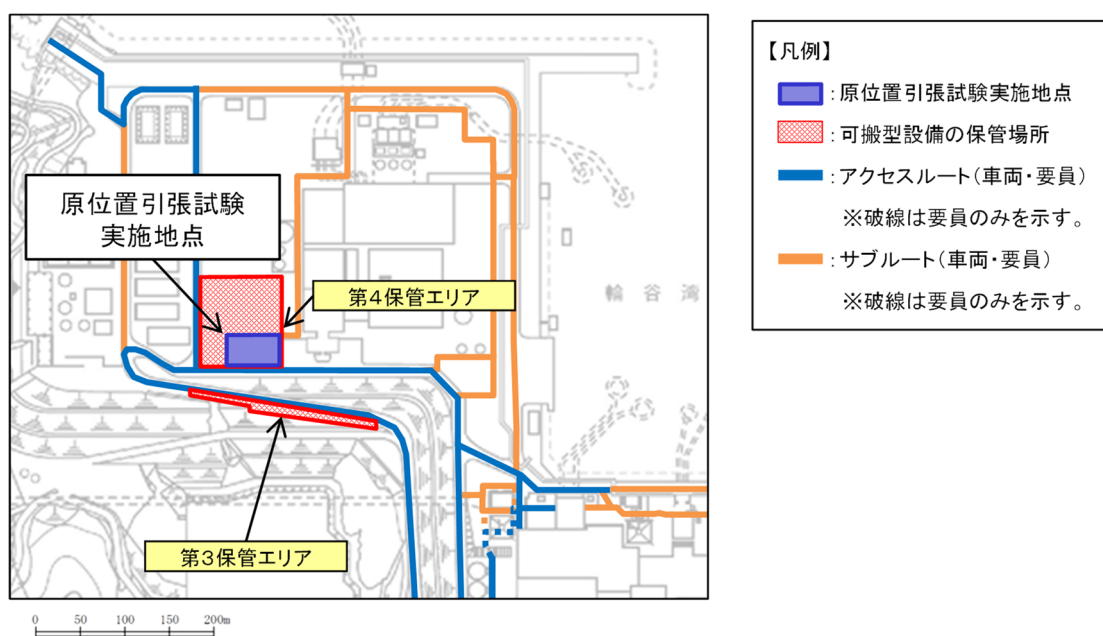 原位置引張試験
実施地点
第4保管エリア
第3保管エリア
輪谷湾
0 50 100 150 200m
【凡例】
：原位置引張試験実施地点
：可搬型設備の保管場所
：アクセスルート(車両・要員)
※破線は要員のみを示す。
：サブルート(車両・要員)
※破線は要員のみを示す。